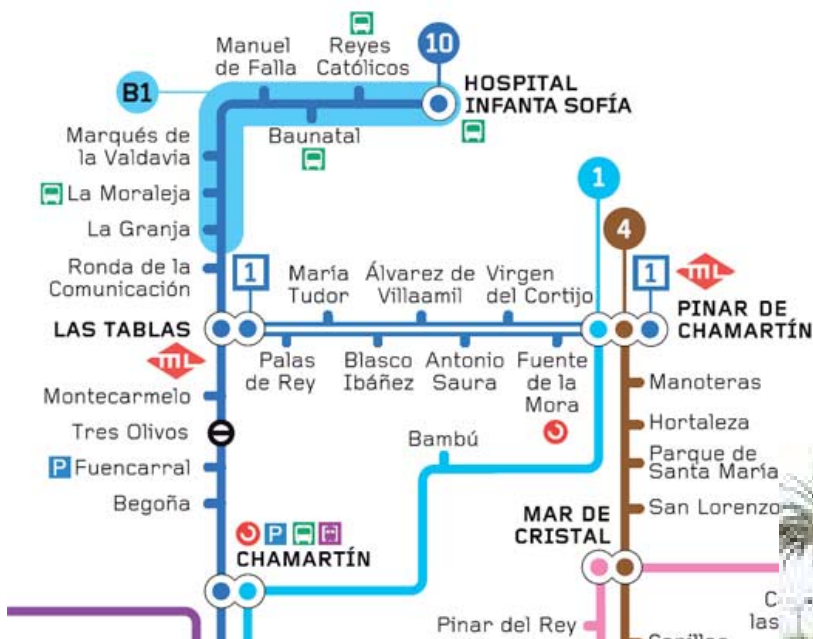 Manuel
de Falla
Reyes
Católicos
10
HOSPITAL
INFANTA SOFÍA
B1
Baunatal
Marqués de
la Valdavia
La Moraleja
La Granja
Ronda de la
Comunicación
1
4
1
María
Tudor
Álvarez de
Villaamil
Virgen
del Cortijo
1
ML
PINAR DE
CHAMARTÍN
LAS TABLAS
ML
Palas
de Rey
Blasco
Ibáñez
Antonio
Saura
Fuente
de la
Mora
Montecarmelo
Tres Olivos
P Fuencarral
Begoña
Bambú
Manoteras
Hortaleza
Parque de
Santa María
San Lorenzo
P
CHAMARTÍN
MAR DE
CRISTAL
Pinar del Rey
C
las